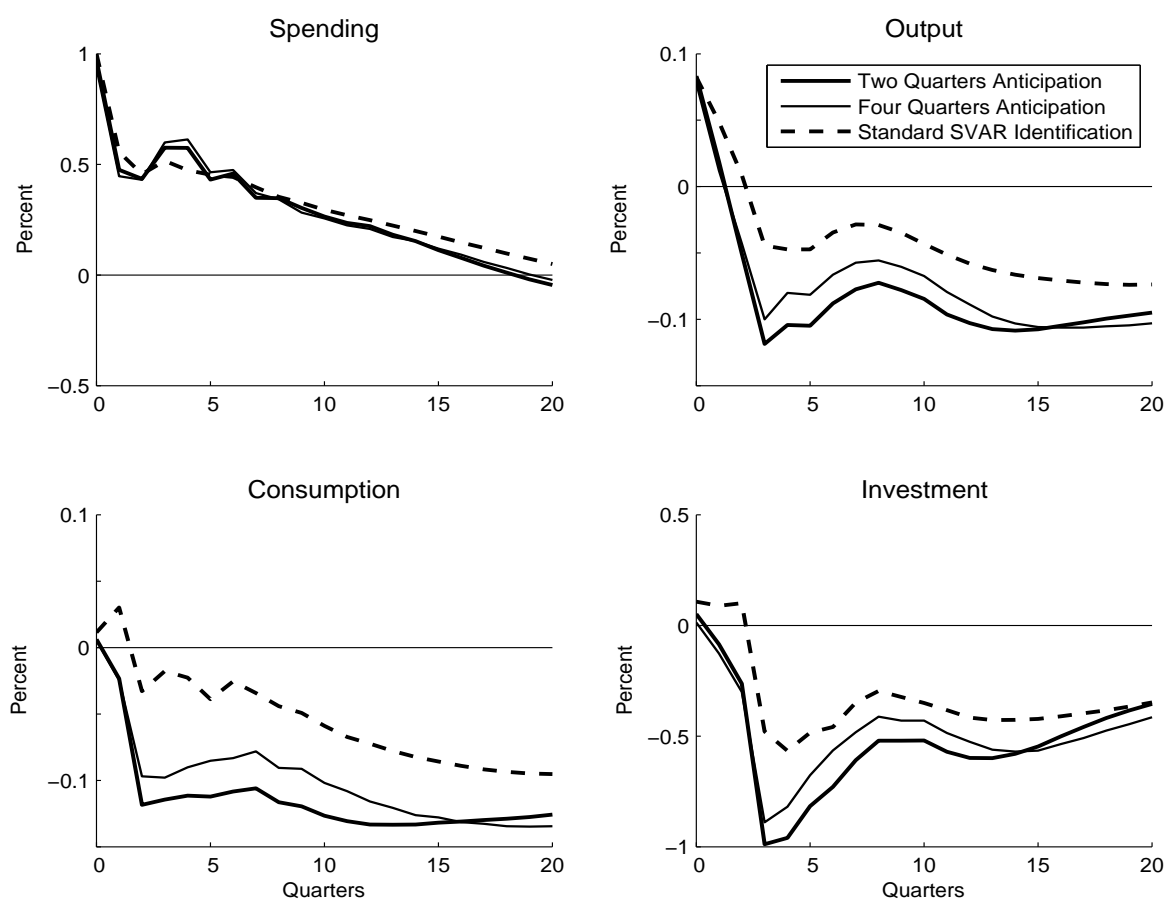 Spending
Percent
1
0.5
0
−0.5
0 5 10 15 20
Output
Percent
0.1
0
−0.1
0 5 10 15 20
Two Quarters Anticipation
Four Quarters Anticipation
Standard SVAR Identification
Consumption
Percent
0.1
0
−0.1
0 5 10 15 20
Quarters
Investment
Percent
0.5
0
−0.5
−1
0 5 10 15 20
Quarters